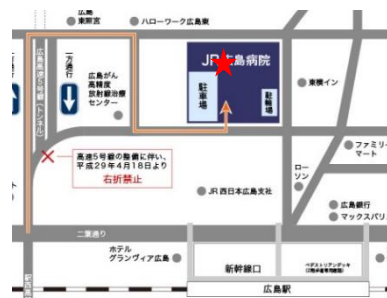 広島
東照宮
ハローワーク広島東
広島高速5号線(トンネル)
一方通行
一方通行
広島がん
高精度
放射線治療
センター
JR広島病院
駐車場
駐輪場
東横イン
ファミリー
マート
高速5号線の整備に伴い、
平成29年4月16日より
右折禁止
ローソン
JR西日本広島支社
広島銀行
マックスバリュ
二葉通り
ホテル
グランヴィア広島
新幹線口
ペデストリアンデッキ
広島駅